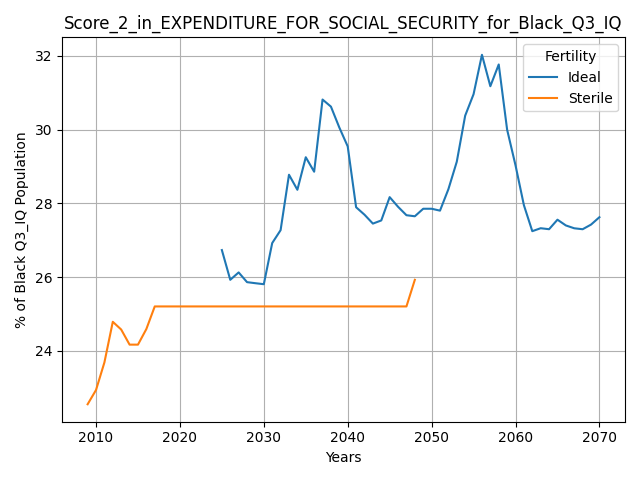 Score_2_in_EXPENDITURE_FOR_SOCIAL_SECURITY_for_Black_Q3_IQ
Fertility
Ideal
Sterile
32
30
28
26
24
% of Black Q3_IQ Population
2010 2020 2030 2040 2050 2060 2070
Years